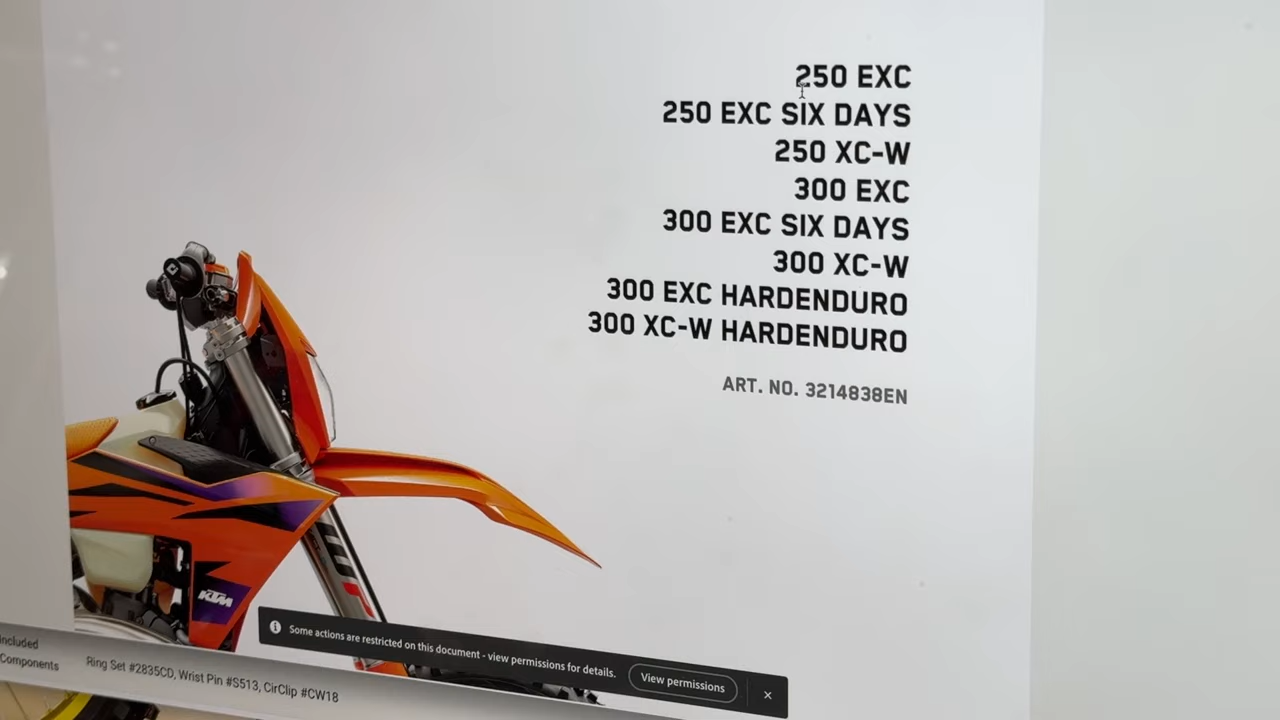 250 EXC
250 EXC SIX DAYS
250 XC-W
300 EXC
300 EXC SIX DAYS
300 XC-W
300 EXC HARDENDURO
300 XC-W HARDENDURO
ART. NO. 3214838EN
KTM
Some actions are restricted on this document - view permissions for details.
View permissions
Included
Components
Ring Set #2835CD, Wrist Pin #S513, CirClip #CW18